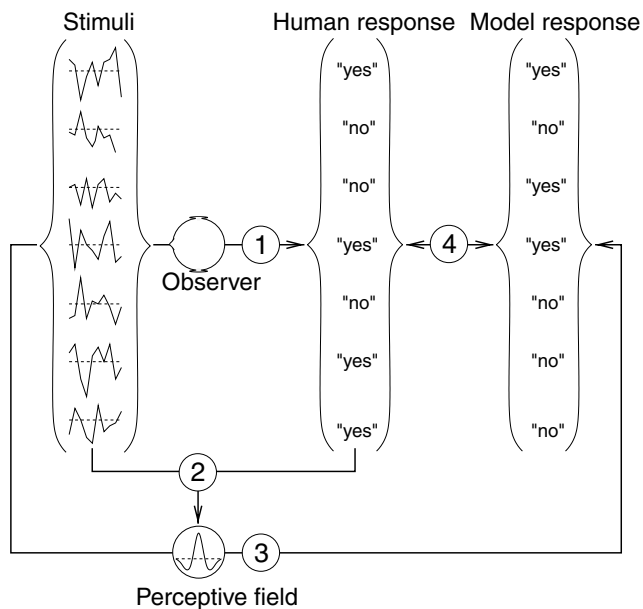 Stimuli Human response Model response
"yes" "yes"
"no" "no"
"no" "yes"
1 "yes" 4 "yes"
Observer
"no" "no"
"yes" "no"
"yes" "no"
2
3
Perceptive field